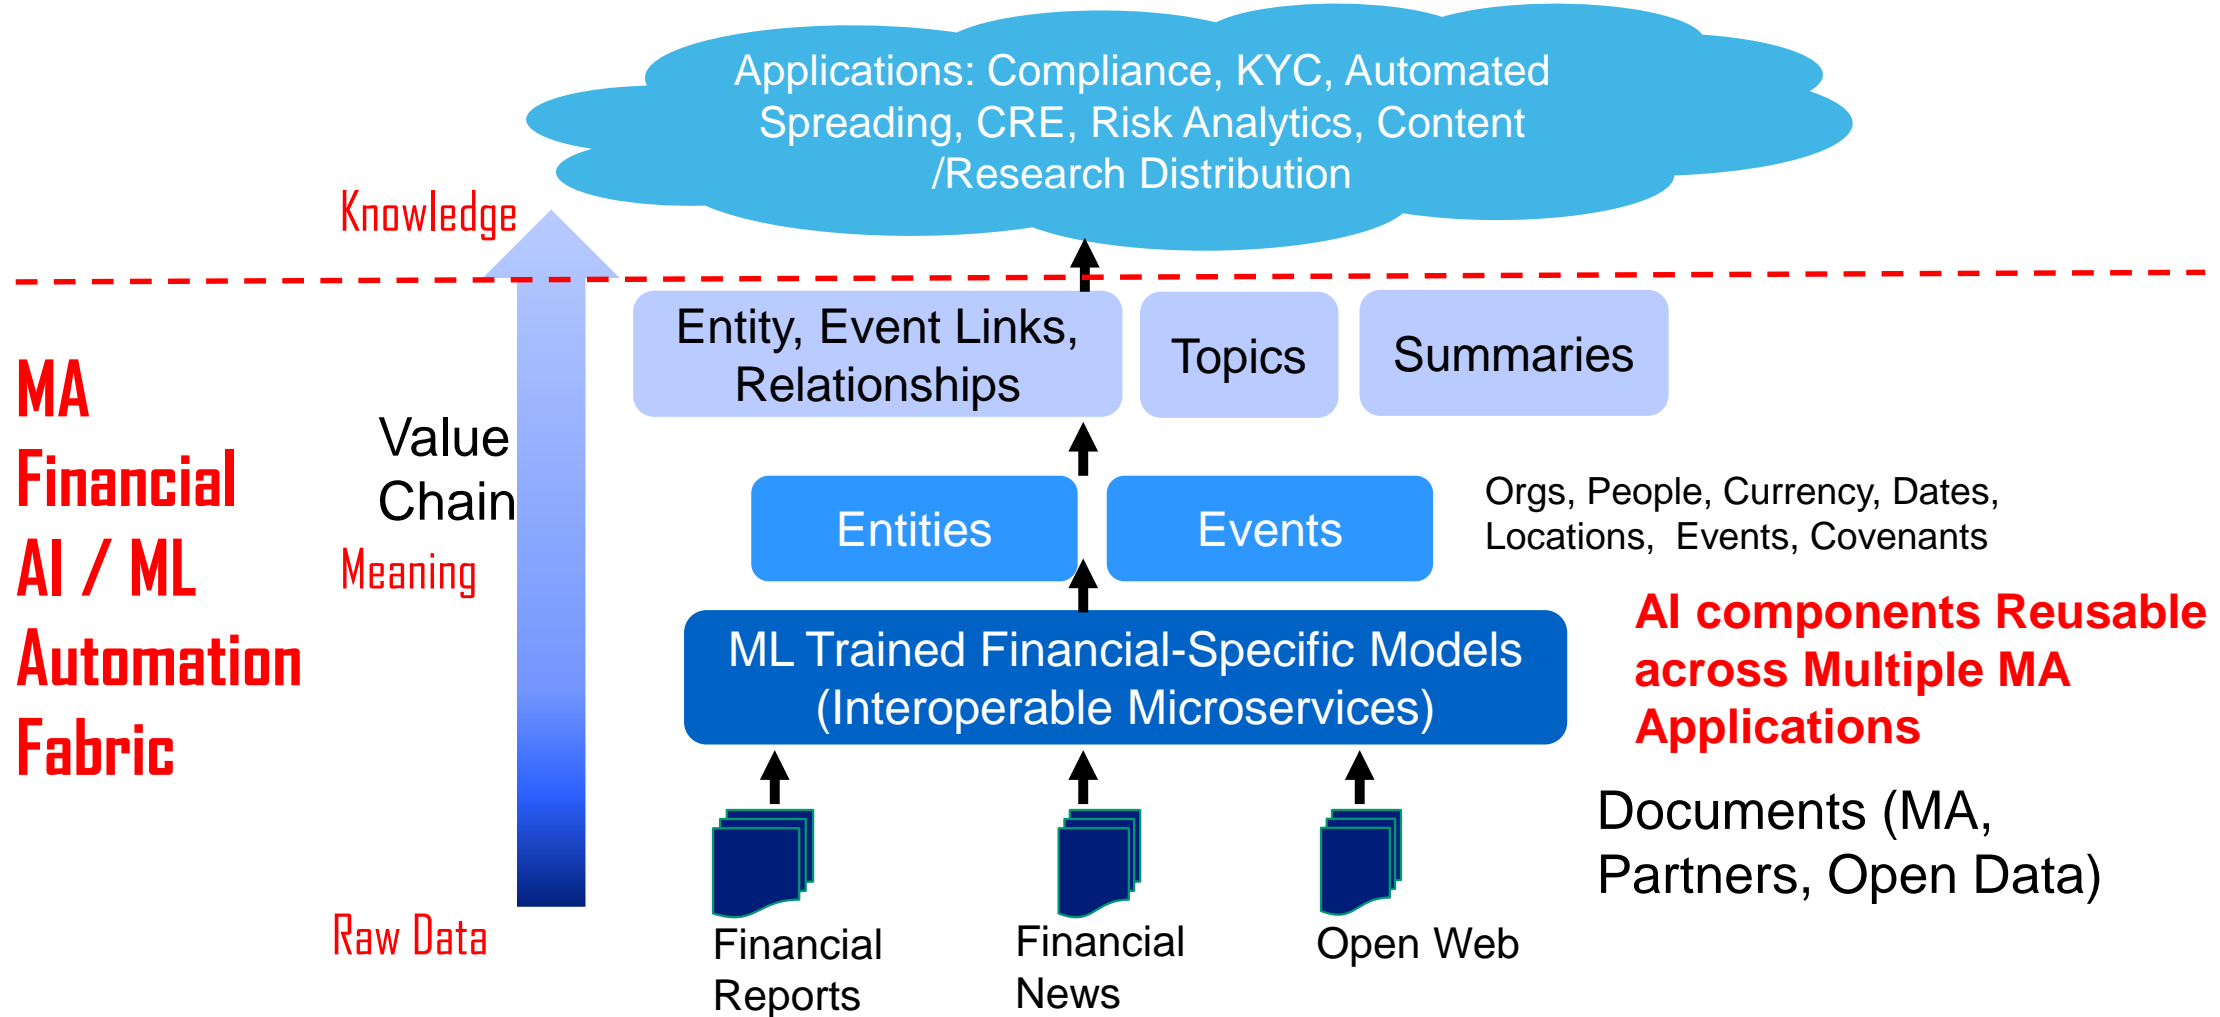 Applications: Compliance, KYC, Automated
Spreading, CRE, Risk Analytics, Content
/Research Distribution
Knowledge
Entity, Event Links,
Relationships
Topics
Summaries
MA
Financial
AI / ML
Automation
Fabric
Value
Chain
Meaning
Entities
Events
Orgs, People, Currency, Dates,
Locations,  Events, Covenants
ML Trained Financial-Specific Models
(Interoperable Microservices)
AI components Reusable
across Multiple MA
Applications
Documents (MA,
Partners, Open Data)
Raw Data
Financial
Reports
Financial
News
Open Web